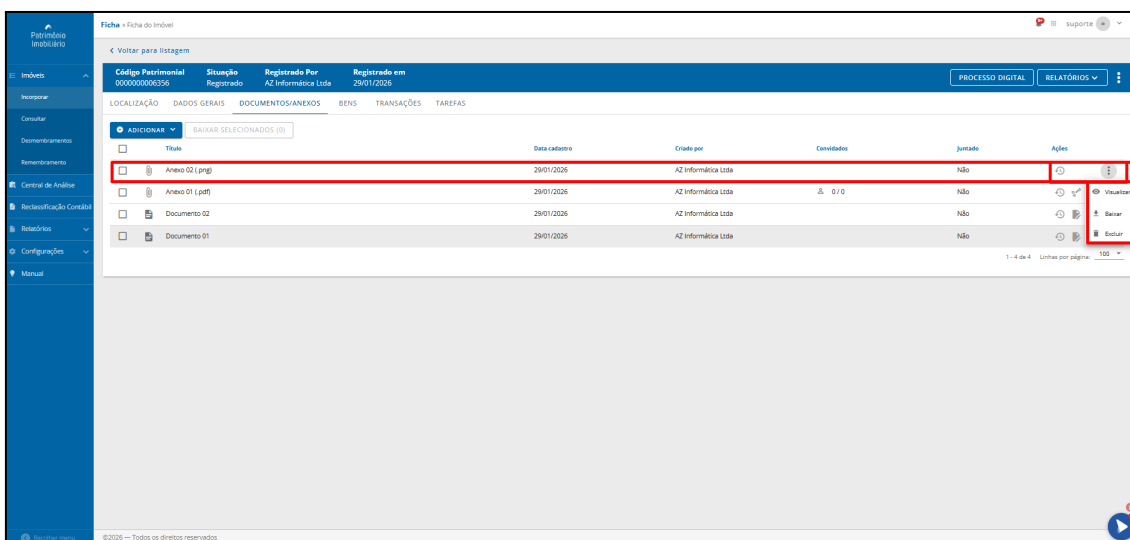 Patrimônio
Imobiliário
Ficha » Ficha do Imóvel
suporte
Voltar para listagem
Imóveis
Incorporar
Consultar
Desmembramentos
Remembramento
Central de Análise
Reclassificação Contábil
Relatórios
Configurações
Manual
Recolher menu
Código Patrimonial Situação Registrado Por Registrado em
0000000006356 Registrado AZ Informática Ltda 29/01/2026
PROCESSO DIGITAL RELATÓRIOS
LOCALIZAÇÃO DADOS GERAIS DOCUMENTOS/ANEXOS BENS TRANSAÇÕES TAREFAS
ADICIONAR BAIXAR SELECIONADOS (0)
Título Data cadastro Criado por Convidados Juntado Ações
Anexo 02 (.png) 29/01/2026 AZ Informática Ltda Não
Anexo 01 (.pdf) 29/01/2026 AZ Informática Ltda 0/0 Não
Visualizar
Documento 02 29/01/2026 AZ Informática Ltda Não
Baixar
Documento 01 29/01/2026 AZ Informática Ltda Não
Excluir
1 - 4 de 4 Linhas por página: 100
©2026 — Todos os direitos reservados